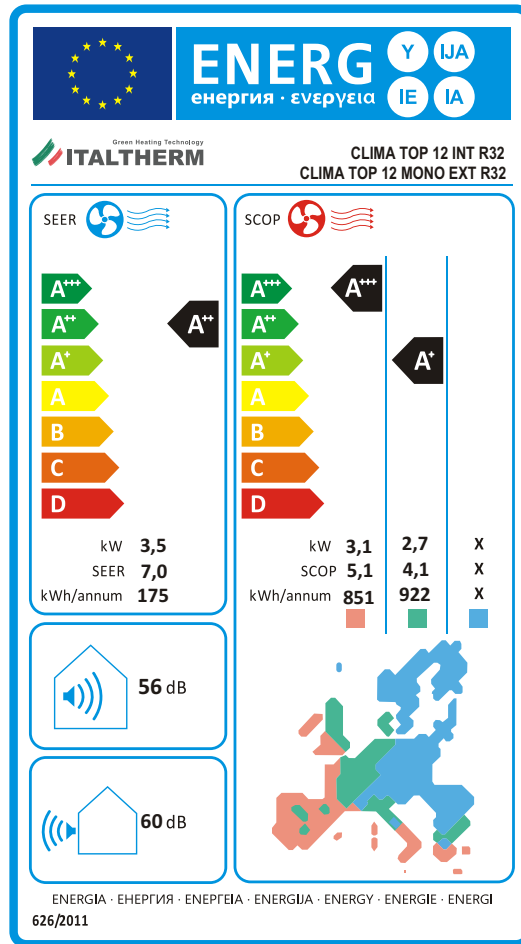 ENERG
енергия · ενεργεια
Y IJA
IE IA
Green Heating Technology
ITALTHERM
CLIMA TOP 12 INT R32
CLIMA TOP 12 MONO EXT R32
SEER
A+++
A++
A+
A
B
C
D
A++
kW 3,5
SEER 7,0
kWh/annum 175
SCOP
A+++
A++
A+
A
B
C
D
A+++
A+
kW 3,1 2,7 X
SCOP 5,1 4,1 X
kWh/annum 851 922 X
56 dB
60 dB
ENERGIA · ЕНЕРГИЯ · ΕΝΕΡΓΕΙΑ · ENERGIJA · ENERGY · ENERGIE · ENERGI
626/2011